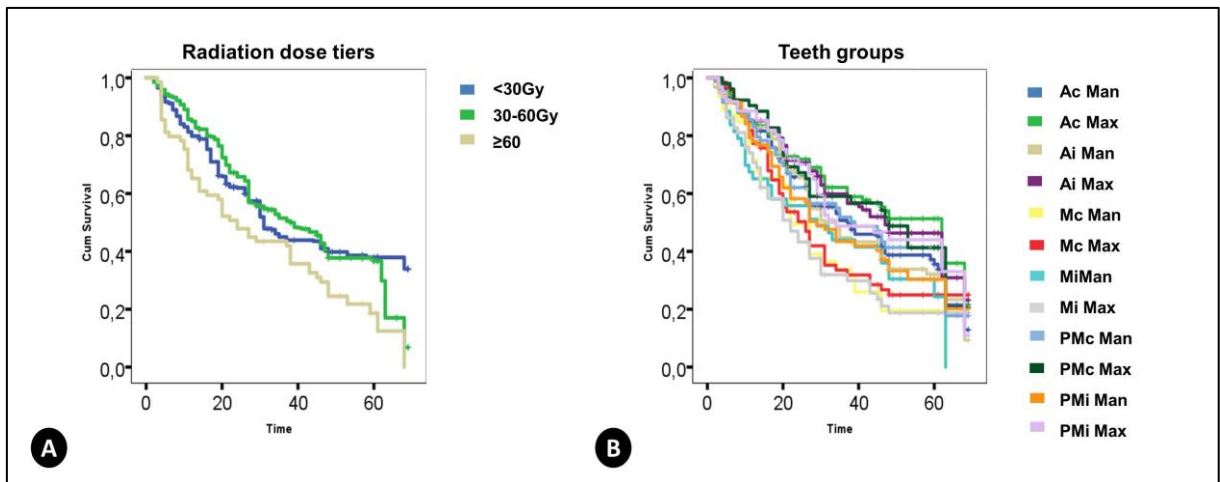 Radiation dose tiers
1,0
0,8
0,6
0,4
0,2
0,0
Cum Survival
0 20 40 60
Time
<30Gy
30-60Gy
≥60
A
Teeth groups
1,0
0,8
0,6
0,4
0,2
0,0
Cum Survival
0 20 40 60
Time
Ac Man
Ac Max
Ai Man
Ai Max
Mc Man
Mc Max
MiMan
Mi Max
PMc Man
PMc Max
PMi Man
PMi Max
B